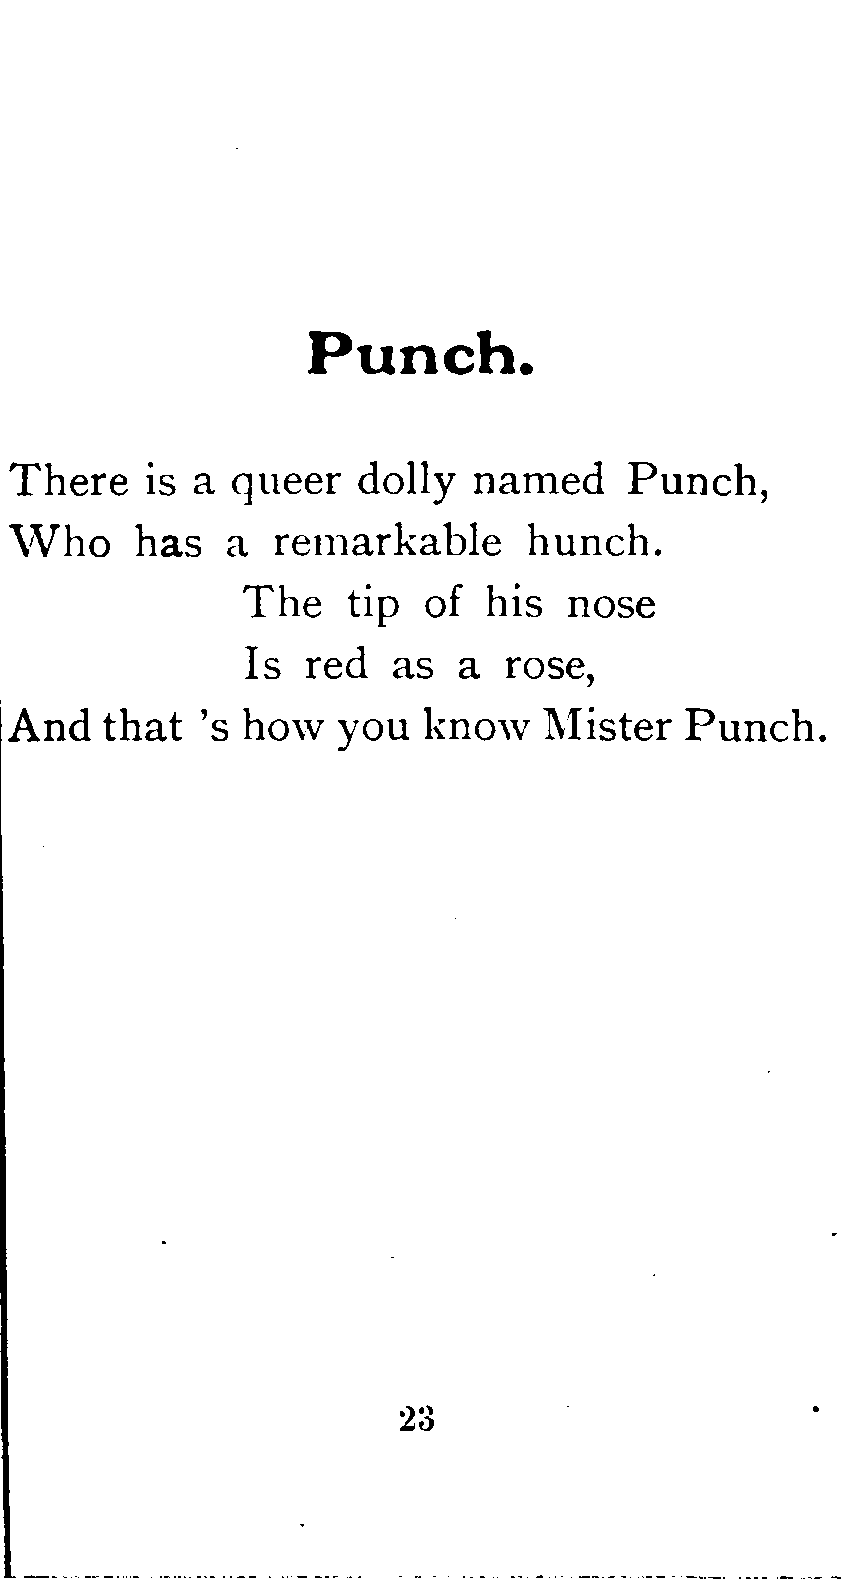 Punch.
There is a queer dolly named Punch,
Who has a remarkable hunch.
The tip of his nose
Is red as a rose,
And that 's how you know Mister Punch.
23